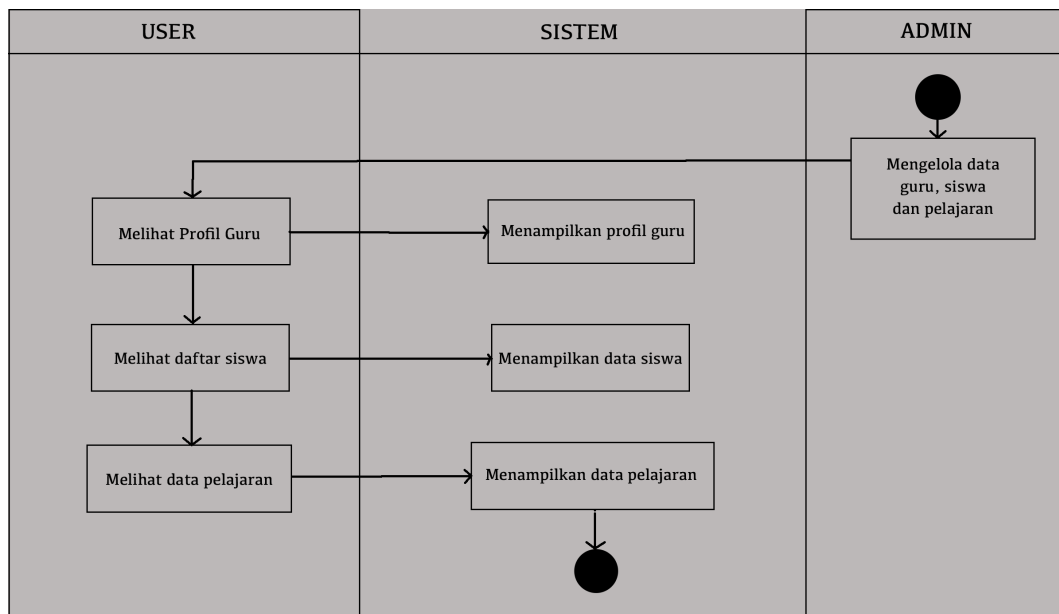 USER
SISTEM
ADMIN
Mengelola data
guru, siswa
dan pelajaran
Melihat Profil Guru
Menampilkan profil guru
Melihat daftar siswa
Menampilkan data siswa
Melihat data pelajaran
Menampilkan data pelajaran